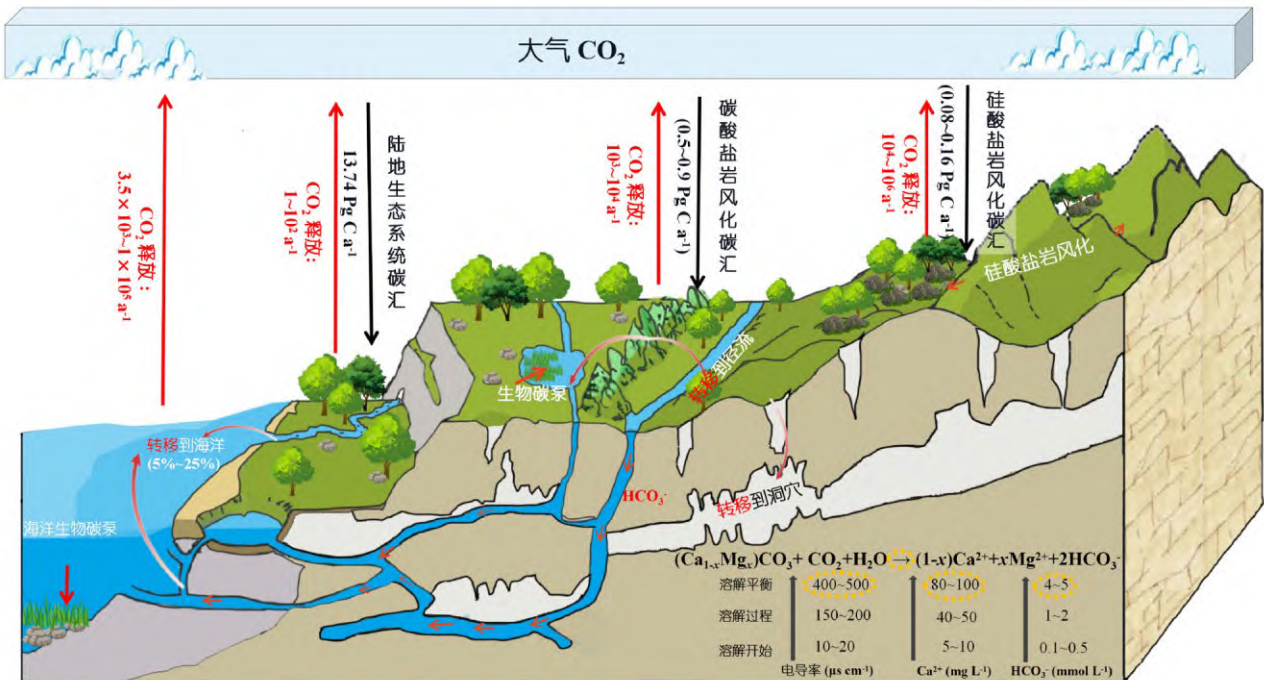 大气 CO₂
CO₂ 释放：
3.5×10³~1×10⁵ a⁻¹
CO₂ 释放：
1~10² a⁻¹
陆地生态系统碳汇
13.74 Pg C a⁻¹
CO₂ 释放：
10³~10⁴ a⁻¹
碳酸盐岩风化碳汇
(0.5~0.9 Pg C a⁻¹)
CO₂ 释放：
10⁴~10⁶ a⁻¹
硅酸盐岩风化碳汇
(0.08~0.16 Pg C a⁻¹)
硅酸盐岩风化
生物碳泵
转移到径流
转移到海洋
(5%~25%)
海洋生物碳泵
HCO₃⁻
转移到洞穴
(Ca₁₋ₓMgₓ)CO₃+ CO₂+H₂O→(1-x)Ca²⁺+xMg²⁺+2HCO₃⁻
溶解平衡 400~500 80~100 4~5
溶解过程 150~200 40~50 1~2
溶解开始 10~20 5~10 0.1~0.5
电导率 (μs cm⁻¹) Ca²⁺ (mg L⁻¹) HCO₃⁻ (mmol L⁻¹)